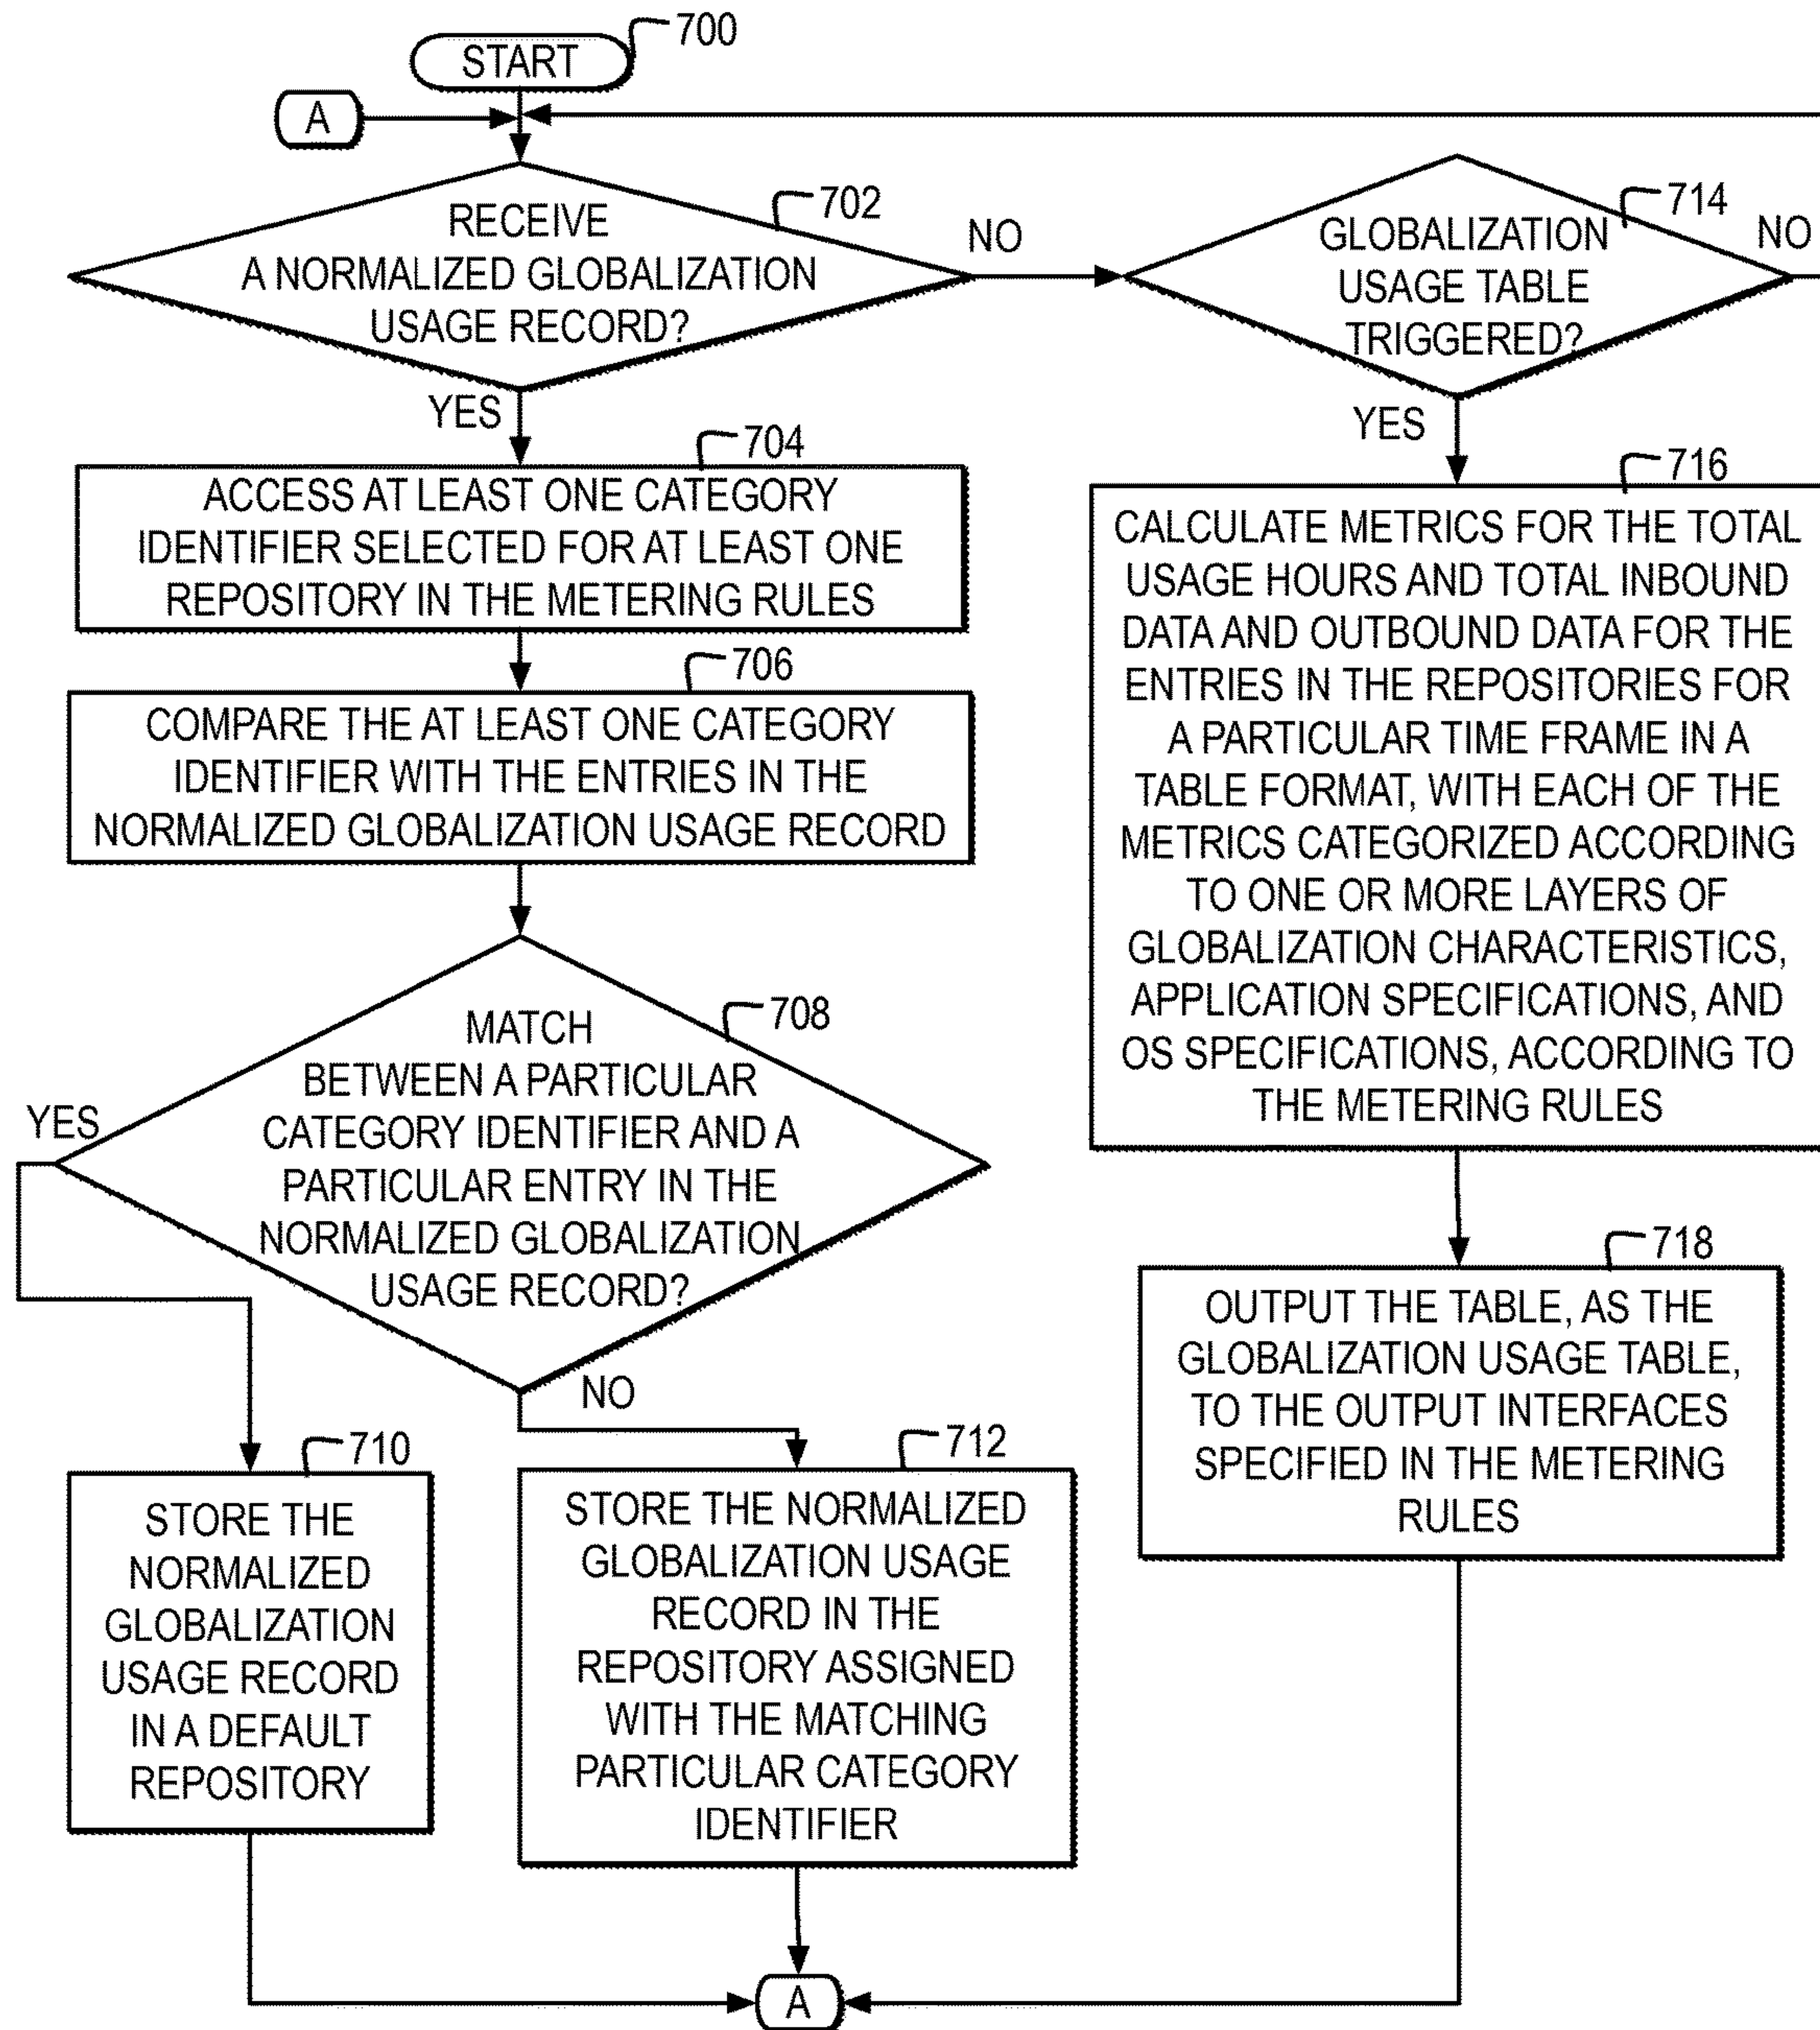 700
START
A
702
RECEIVE
A NORMALIZED GLOBALIZATION
USAGE RECORD?
NO
YES
714
GLOBALIZATION
USAGE TABLE
TRIGGERED?
NO
YES
704
ACCESS AT LEAST ONE CATEGORY
IDENTIFIER SELECTED FOR AT LEAST ONE
REPOSITORY IN THE METERING RULES
706
COMPARE THE AT LEAST ONE CATEGORY
IDENTIFIER WITH THE ENTRIES IN THE
NORMALIZED GLOBALIZATION USAGE RECORD
708
MATCH
BETWEEN A PARTICULAR
CATEGORY IDENTIFIER AND A
PARTICULAR ENTRY IN THE
NORMALIZED GLOBALIZATION
USAGE RECORD?
YES
NO
710
STORE THE
NORMALIZED
GLOBALIZATION
USAGE RECORD
IN A DEFAULT
REPOSITORY
712
STORE THE NORMALIZED
GLOBALIZATION USAGE
RECORD IN THE
REPOSITORY ASSIGNED
WITH THE MATCHING
PARTICULAR CATEGORY
IDENTIFIER
716
CALCULATE METRICS FOR THE TOTAL
USAGE HOURS AND TOTAL INBOUND
DATA AND OUTBOUND DATA FOR THE
ENTRIES IN THE REPOSITORIES FOR
A PARTICULAR TIME FRAME IN A
TABLE FORMAT, WITH EACH OF THE
METRICS CATEGORIZED ACCORDING
TO ONE OR MORE LAYERS OF
GLOBALIZATION CHARACTERISTICS,
APPLICATION SPECIFICATIONS, AND
OS SPECIFICATIONS, ACCORDING TO
THE METERING RULES
718
OUTPUT THE TABLE, AS THE
GLOBALIZATION USAGE TABLE,
TO THE OUTPUT INTERFACES
SPECIFIED IN THE METERING
RULES
A